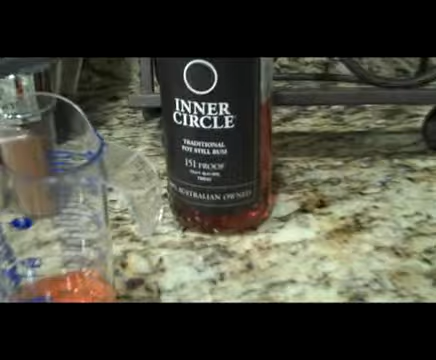 INNER
CIRCLE
TRADITIONAL
POT STILL RUM
151 PROOF
AUSTRALIAN OWNED